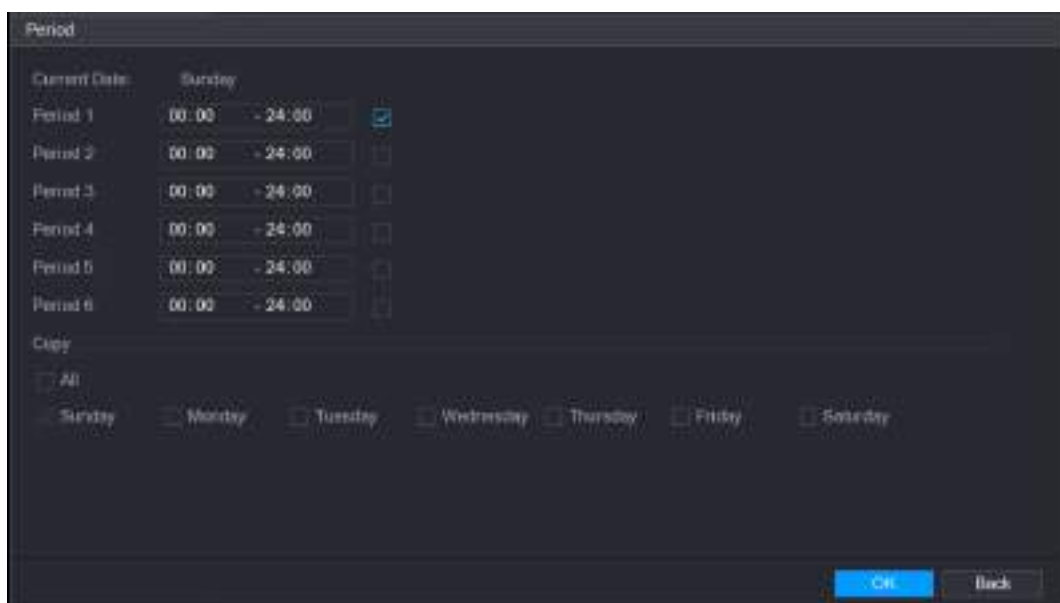 Period
Current Date: Sunday
Period 1 00:00 - 24:00
Period 2 00:00 - 24:00
Period 3 00:00 - 24:00
Period 4 00:00 - 24:00
Period 5 00:00 - 24:00
Period 6 00:00 - 24:00
Copy
All
Sunday Monday Tuesday Wednesday Thursday Friday Saturday
OK Back